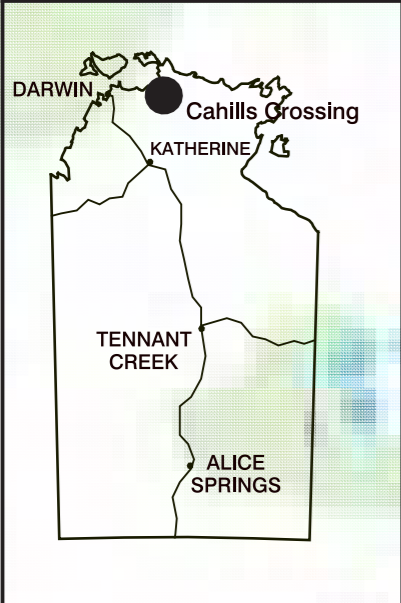 DARWIN
Cahills Crossing
KATHERINE
TENNANT
CREEK
ALICE
SPRINGS